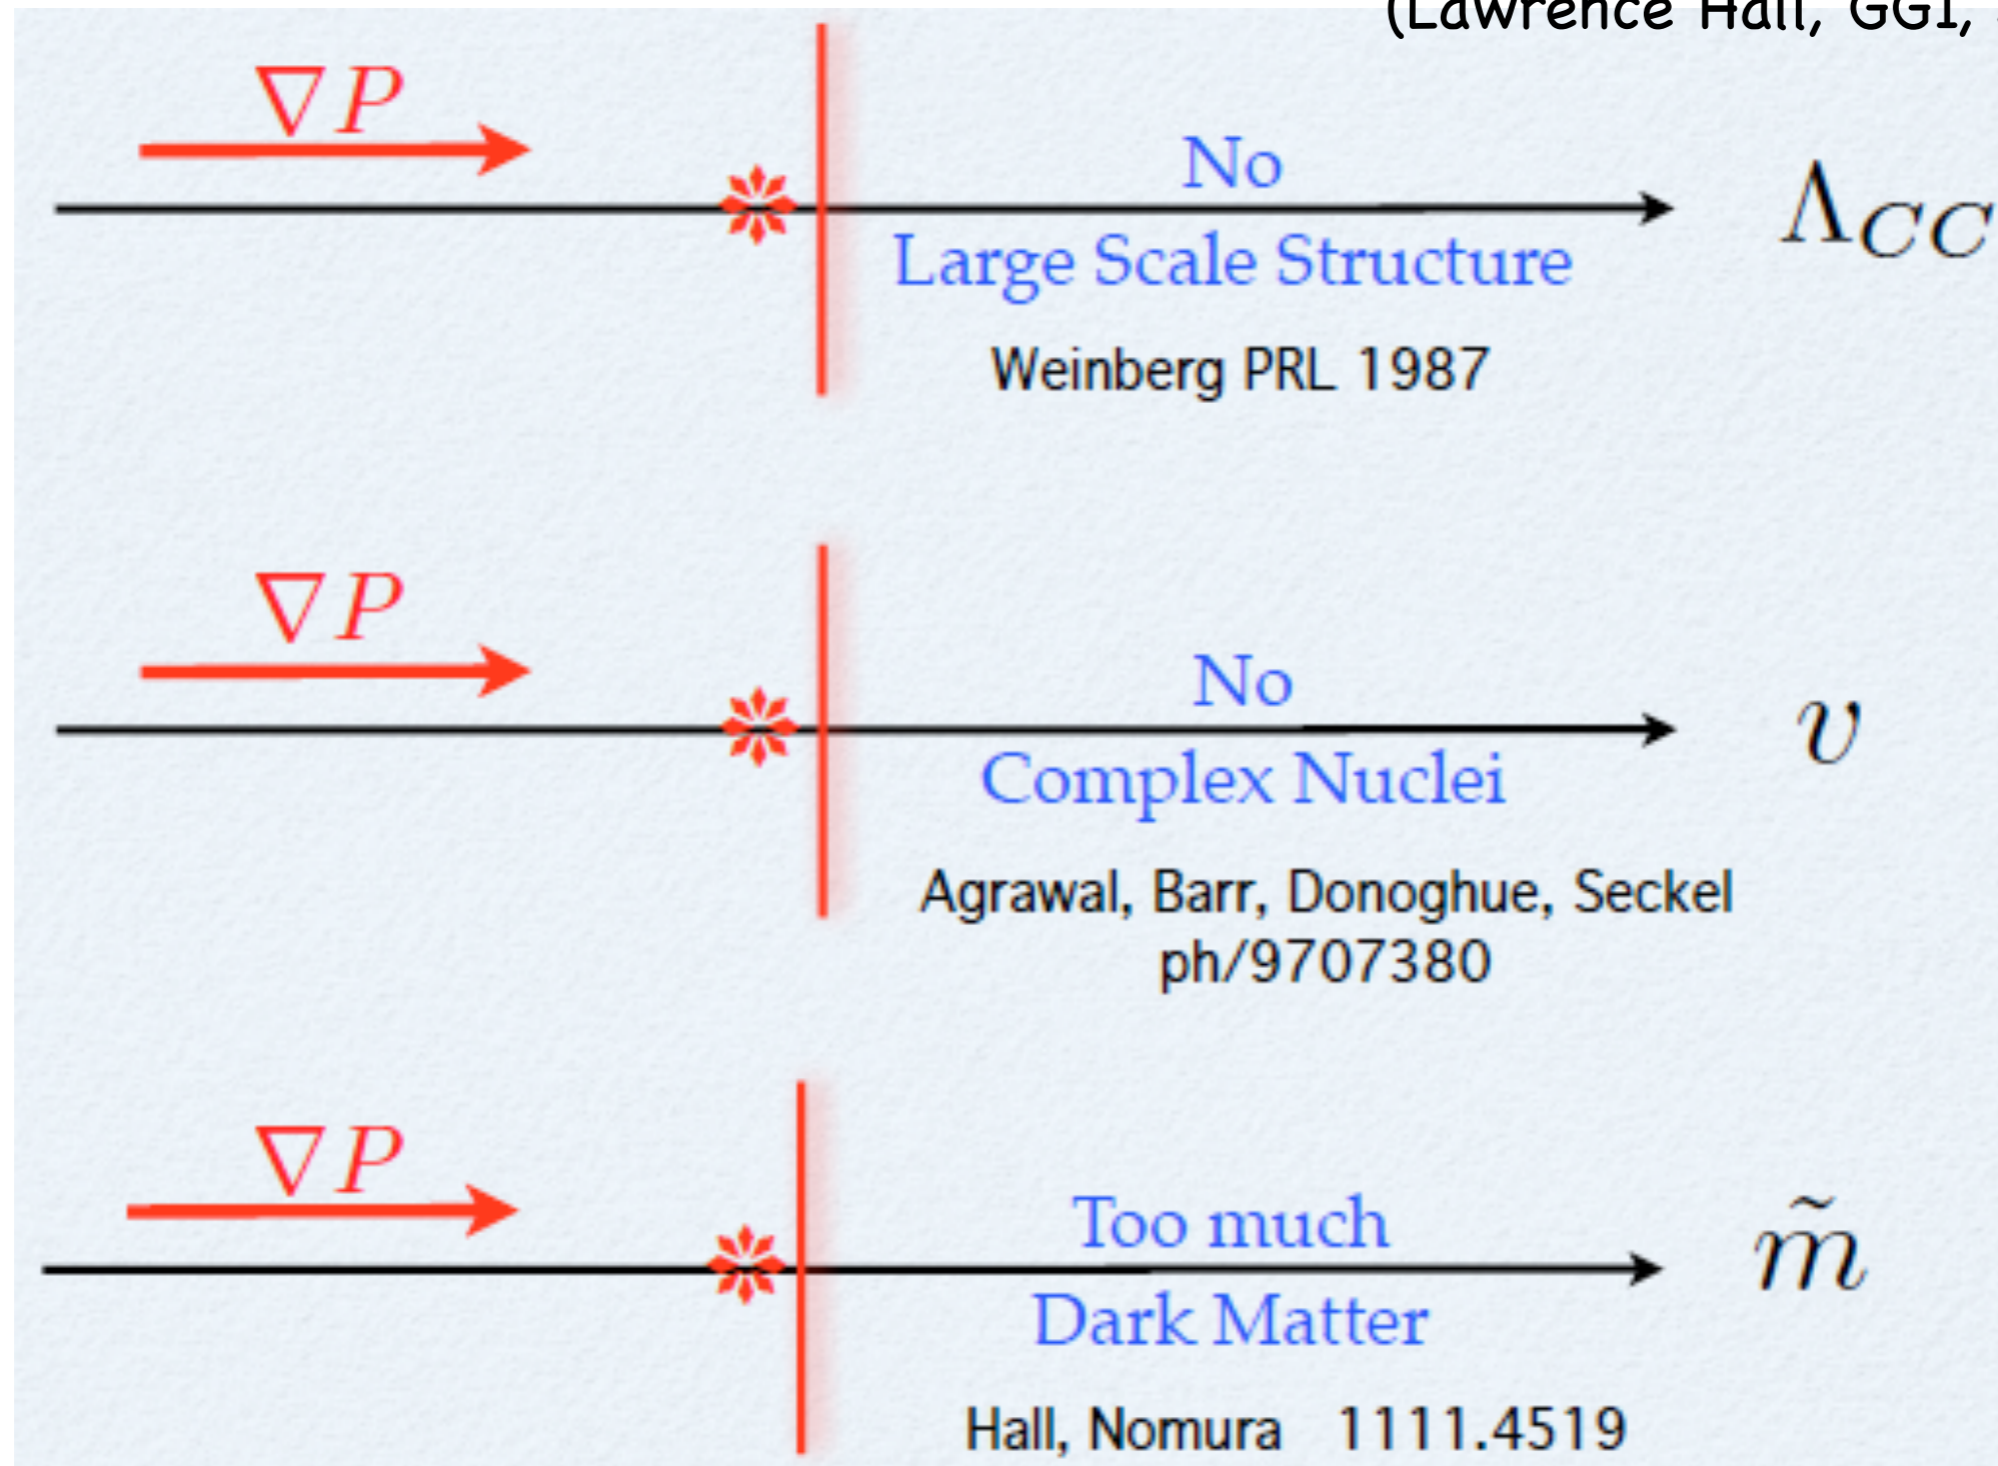 (Lawrence Hall, GGI,
∇P
No
Λ_CC
Large Scale Structure
Weinberg PRL 1987
∇P
No
v
Complex Nuclei
Agrawal, Barr, Donoghue, Seckel
ph/9707380
∇P
Too much
m̃
Dark Matter
Hall, Nomura 1111.4519